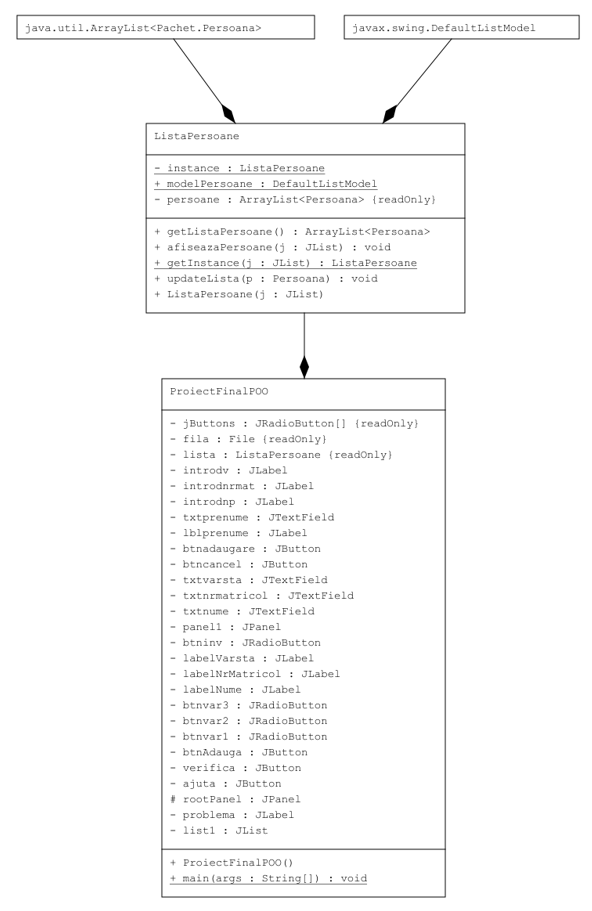 java.util.ArrayList<Pachet.Persoana>
javax.swing.DefaultListModel
ListaPersoane
- instance : ListaPersoane
+ modelPersoane : DefaultListModel
- persoane : ArrayList<Persoana> {readOnly}
+ getListaPersoane() : ArrayList<Persoana>
+ afiseazaPersoane(j : JList) : void
+ getInstance(j : JList) : ListaPersoane
+ updateLista(p : Persoana) : void
+ ListaPersoane(j : JList)
ProiectFinalPOO
- jButtons : JRadioButton[] {readOnly}
- fila : File {readOnly}
- lista : ListaPersoane {readOnly}
- introdv : JLabel
- introdnrmat : JLabel
- introdnp : JLabel
- txtprenume : JTextField
- lblprenume : JLabel
- btnadaugare : JButton
- btncancel : JButton
- txtvarsta : JTextField
- txtnrmatricol : JTextField
- txtnume : JTextField
- panel1 : JPanel
- btninv : JRadioButton
- labelVarsta : JLabel
- labelNrMatricol : JLabel
- labelNume : JLabel
- btnvar3 : JRadioButton
- btnvar2 : JRadioButton
- btnvar1 : JRadioButton
- btnAdauga : JButton
- verifica : JButton
- ajuta : JButton
# rootPanel : JPanel
- problema : JLabel
- list1 : JList
+ ProiectFinalPOO()
+ main(args : String[]) : void